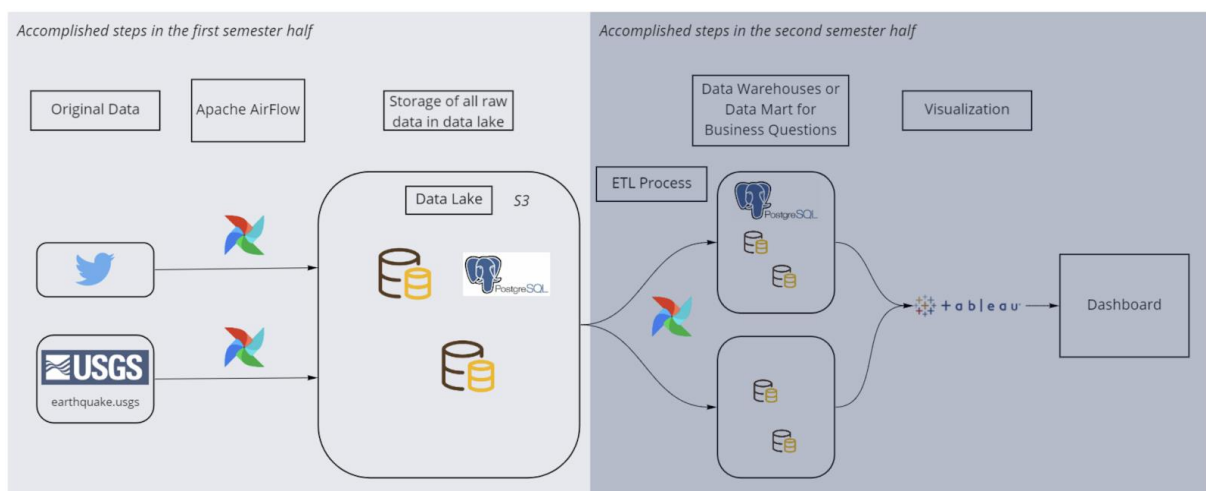 Accomplished steps in the first semester half
Accomplished steps in the second semester half
Original Data
Apache AirFlow
Storage of all raw
data in data lake
Data Warehouses or
Data Mart for
Business Questions
Visualization
ETL Process
Data Lake
S3
PostgreSQL
PostgreSQL
USGS
earthquake.usgs
+ableau
Dashboard